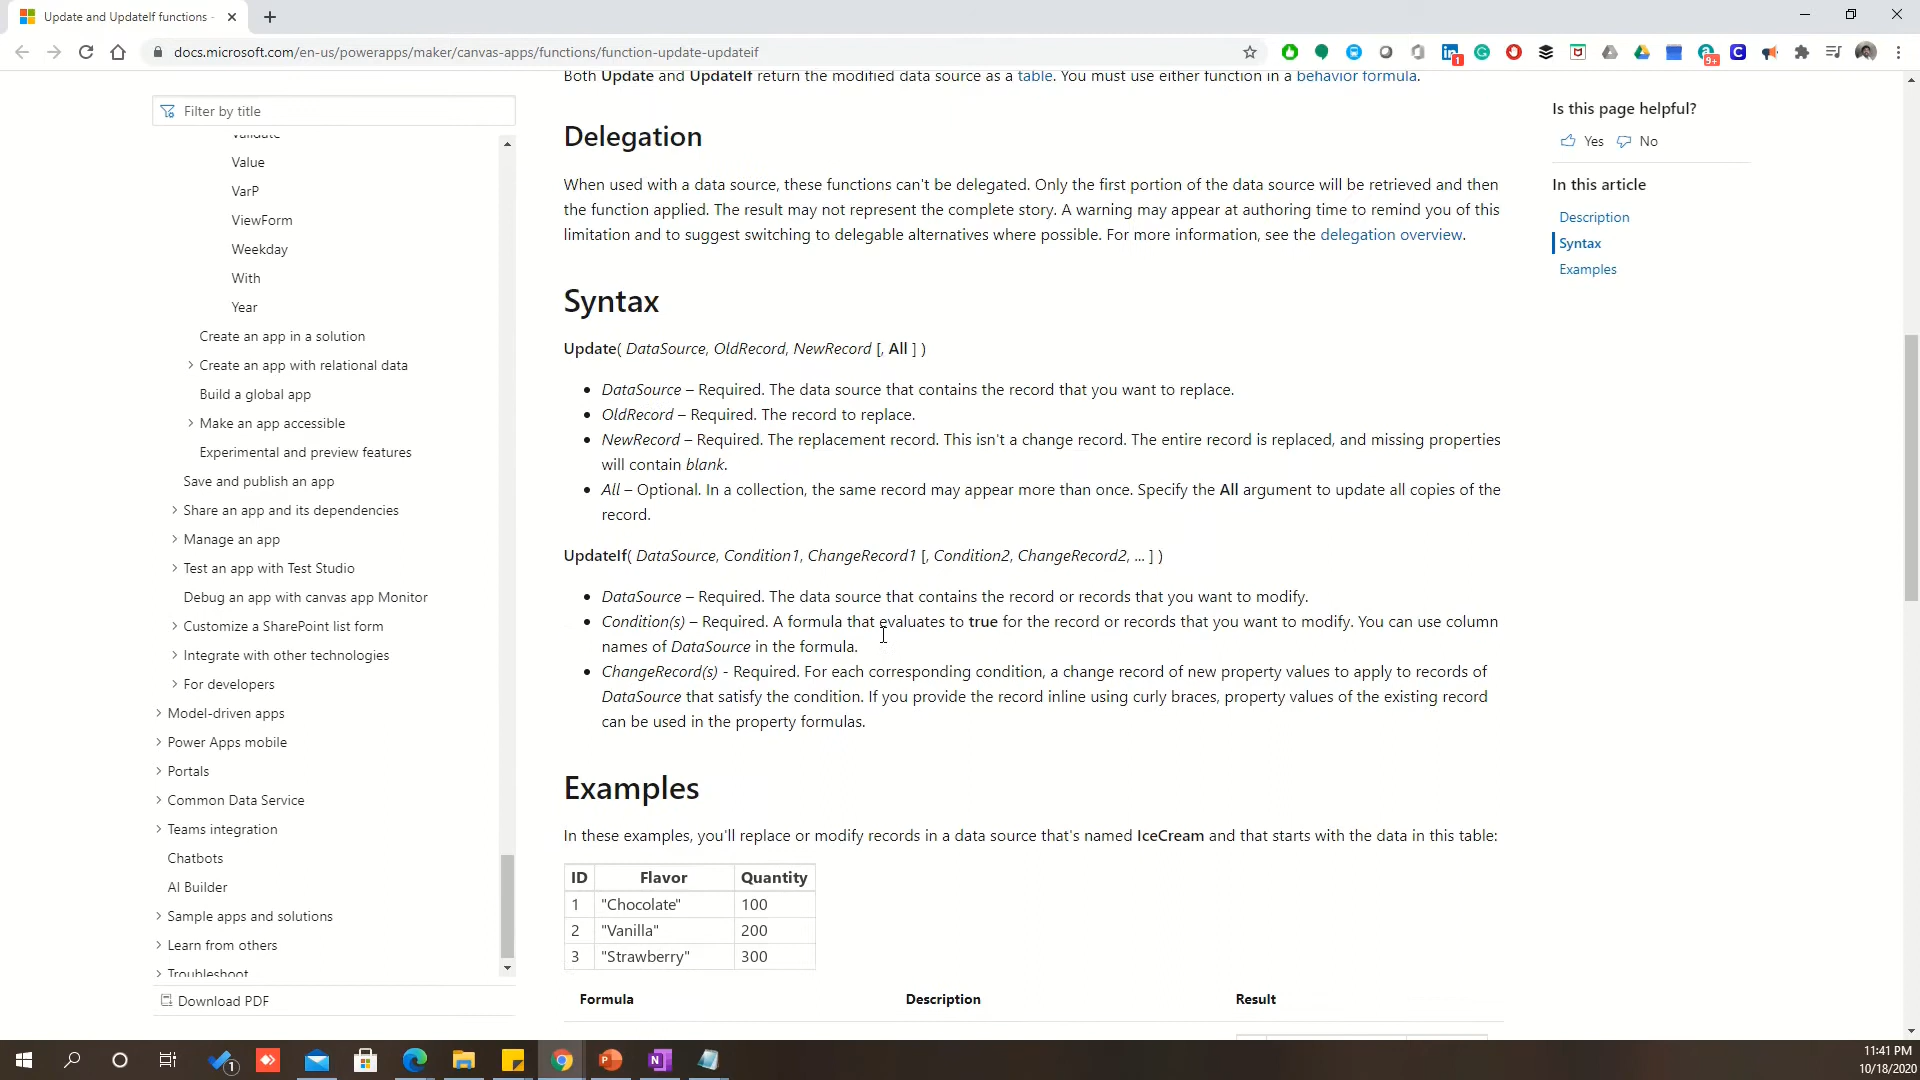 Update and UpdateIf functions -
docs.microsoft.com/en-us/powerapps/maker/canvas-apps/functions/function-update-updateif
1
9+
Filter by title
Validate
Value
VarP
ViewForm
Weekday
With
Year
Create an app in a solution
Create an app with relational data
Build a global app
Make an app accessible
Experimental and preview features
Save and publish an app
Share an app and its dependencies
Manage an app
Test an app with Test Studio
Debug an app with canvas app Monitor
Customize a SharePoint list form
Integrate with other technologies
For developers
Model-driven apps
Power Apps mobile
Portals
Common Data Service
Teams integration
Chatbots
AI Builder
Sample apps and solutions
Learn from others
Troubleshoot
Download PDF
Both Update and UpdateIf return the modified data source as a table. You must use either function in a behavior formula.
Delegation
When used with a data source, these functions can't be delegated. Only the first portion of the data source will be retrieved and then
the function applied. The result may not represent the complete story. A warning may appear at authoring time to remind you of this
limitation and to suggest switching to delegable alternatives where possible. For more information, see the delegation overview.
Syntax
Update( DataSource, OldRecord, NewRecord [, All ] )
• DataSource – Required. The data source that contains the record that you want to replace.
• OldRecord – Required. The record to replace.
• NewRecord – Required. The replacement record. This isn't a change record. The entire record is replaced, and missing properties
will contain blank.
• All – Optional. In a collection, the same record may appear more than once. Specify the All argument to update all copies of the
record.
UpdateIf( DataSource, Condition1, ChangeRecord1 [, Condition2, ChangeRecord2, ... ] )
• DataSource – Required. The data source that contains the record or records that you want to modify.
• Condition(s) – Required. A formula that evaluates to true for the record or records that you want to modify. You can use column
names of DataSource in the formula.
• ChangeRecord(s) - Required. For each corresponding condition, a change record of new property values to apply to records of
DataSource that satisfy the condition. If you provide the record inline using curly braces, property values of the existing record
can be used in the property formulas.
Examples
In these examples, you'll replace or modify records in a data source that's named IceCream and that starts with the data in this table:
ID Flavor Quantity
1 "Chocolate" 100
2 "Vanilla" 200
3 "Strawberry" 300
Formula Description Result
Is this page helpful?
Yes No
In this article
Description
Syntax
Examples
1
11:41 PM
10/18/2020